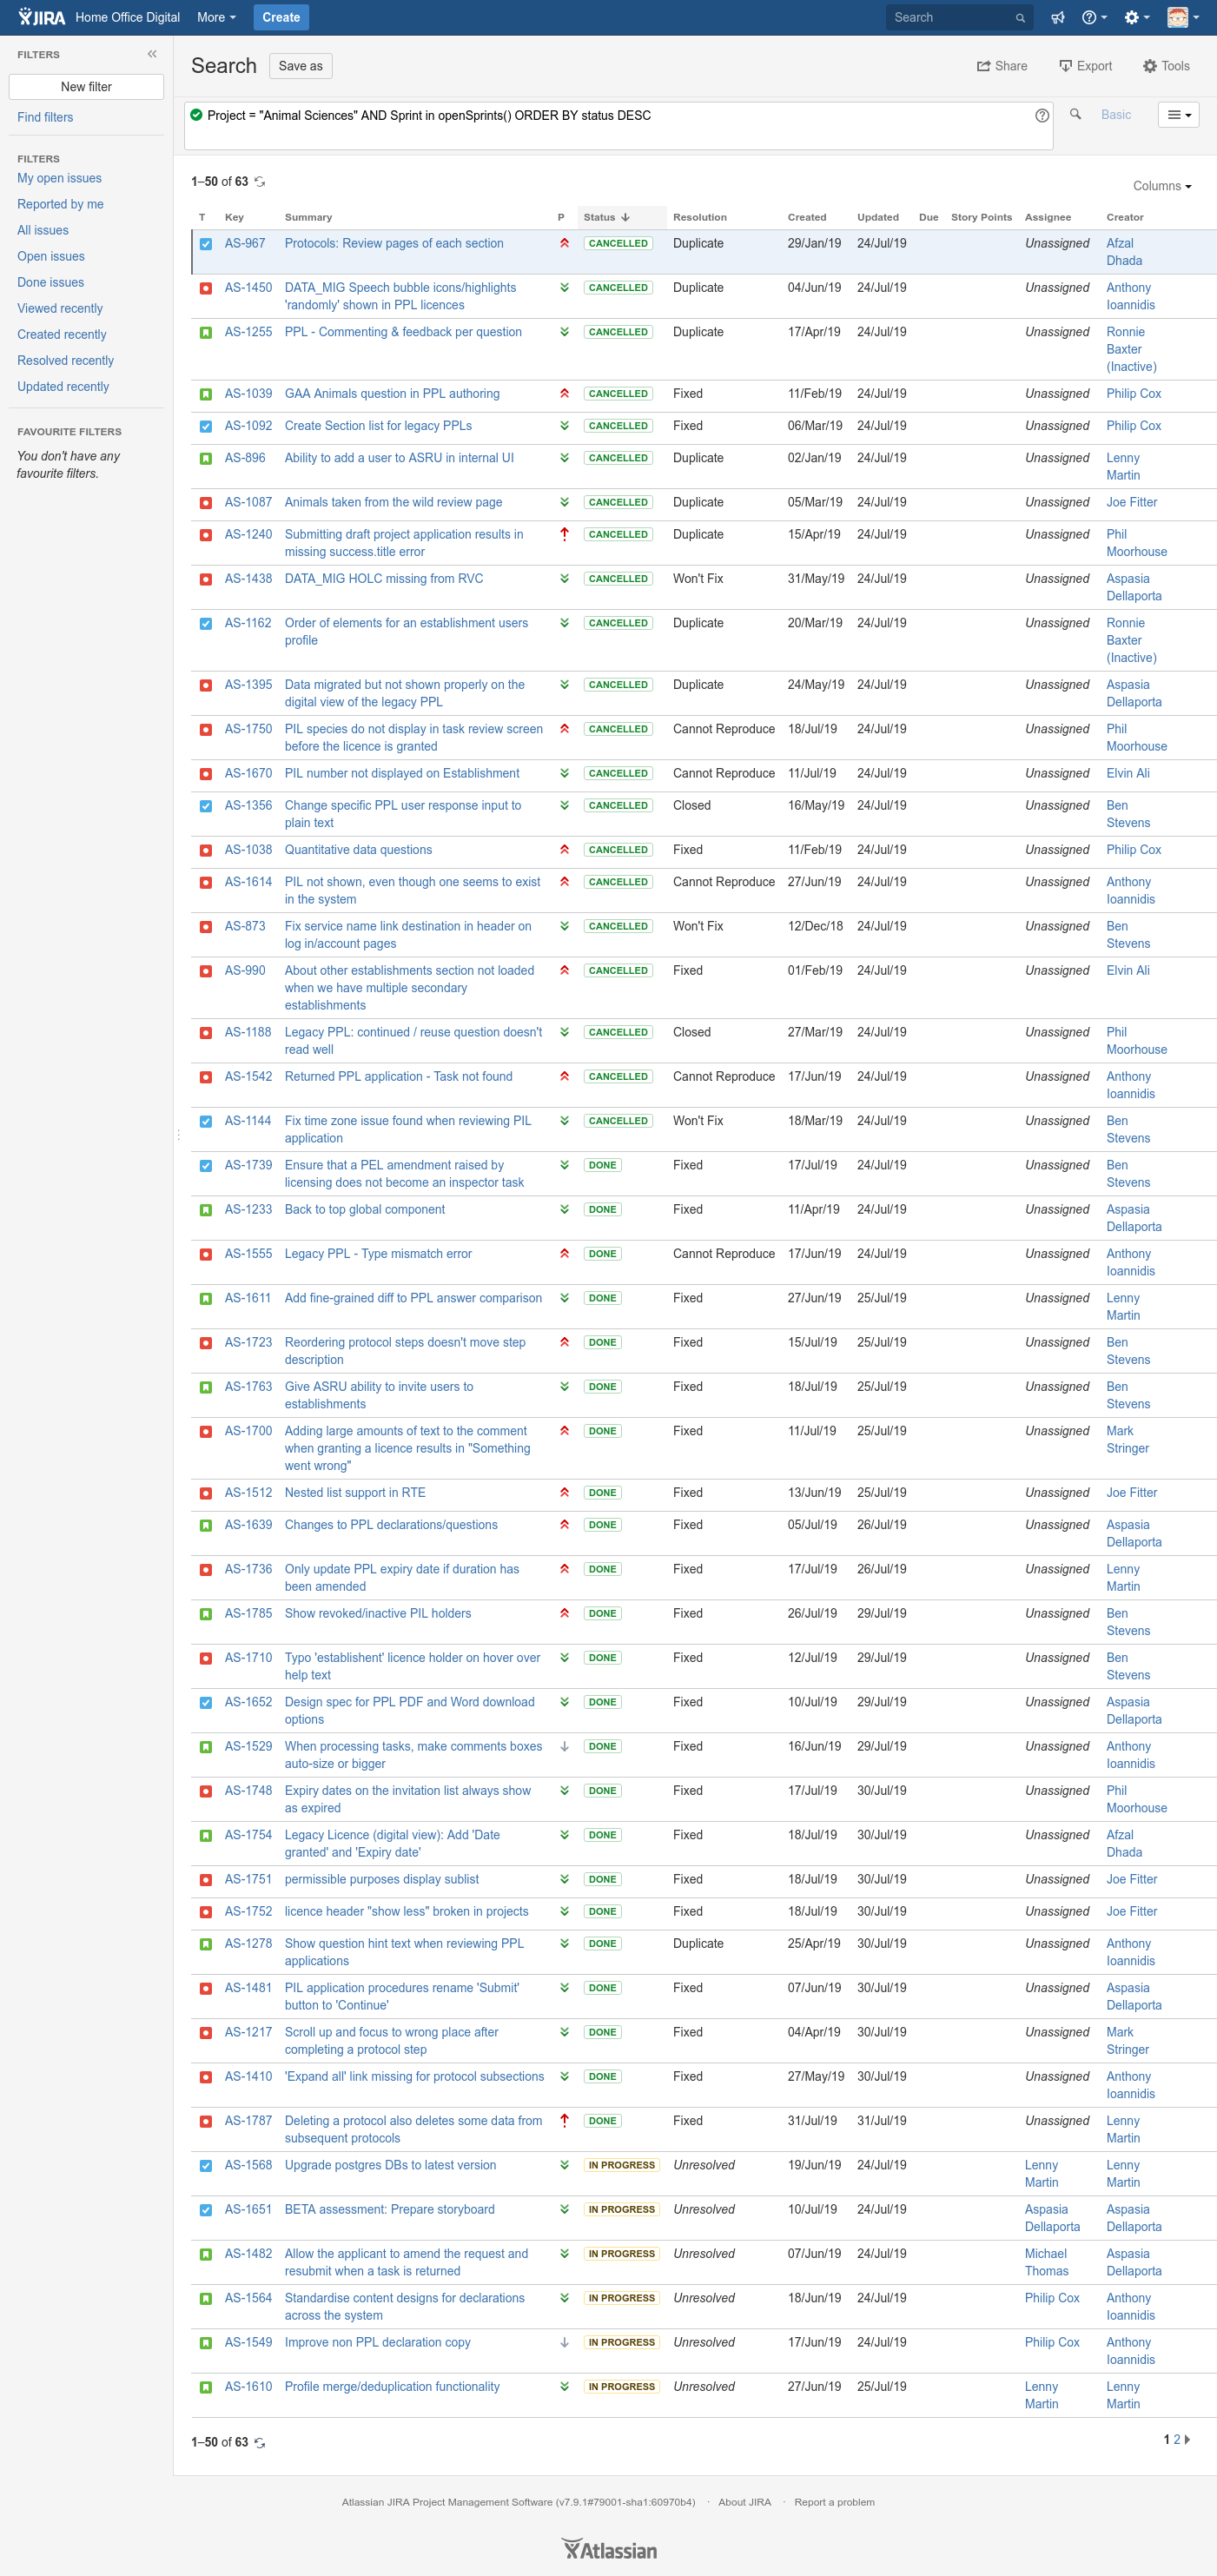 JIRA Home Office Digital More Create Search
FILTERS
New filter
Find filters
FILTERS
My open issues
Reported by me
All issues
Open issues
Done issues
Viewed recently
Created recently
Resolved recently
Updated recently
FAVOURITE FILTERS
You don't have any
favourite filters.
Search Save as Share Export Tools
Project = "Animal Sciences" AND Sprint in openSprints() ORDER BY status DESC Basic
1–50 of 63
Columns
T Key Summary P Status Resolution Created Updated Due Story Points Assignee Creator
AS-967 Protocols: Review pages of each section CANCELLED Duplicate 29/Jan/19 24/Jul/19 Unassigned Afzal
Dhada
AS-1450 DATA_MIG Speech bubble icons/highlights CANCELLED Duplicate 04/Jun/19 24/Jul/19 Unassigned Anthony
'randomly' shown in PPL licences Ioannidis
AS-1255 PPL - Commenting & feedback per question CANCELLED Duplicate 17/Apr/19 24/Jul/19 Unassigned Ronnie
Baxter
(Inactive)
AS-1039 GAA Animals question in PPL authoring CANCELLED Fixed 11/Feb/19 24/Jul/19 Unassigned Philip Cox
AS-1092 Create Section list for legacy PPLs CANCELLED Fixed 06/Mar/19 24/Jul/19 Unassigned Philip Cox
AS-896 Ability to add a user to ASRU in internal UI CANCELLED Duplicate 02/Jan/19 24/Jul/19 Unassigned Lenny
Martin
AS-1087 Animals taken from the wild review page CANCELLED Duplicate 05/Mar/19 24/Jul/19 Unassigned Joe Fitter
AS-1240 Submitting draft project application results in CANCELLED Duplicate 15/Apr/19 24/Jul/19 Unassigned Phil
missing success.title error Moorhouse
AS-1438 DATA_MIG HOLC missing from RVC CANCELLED Won't Fix 31/May/19 24/Jul/19 Unassigned Aspasia
Dellaporta
AS-1162 Order of elements for an establishment users CANCELLED Duplicate 20/Mar/19 24/Jul/19 Unassigned Ronnie
profile Baxter
(Inactive)
AS-1395 Data migrated but not shown properly on the CANCELLED Duplicate 24/May/19 24/Jul/19 Unassigned Aspasia
digital view of the legacy PPL Dellaporta
AS-1750 PIL species do not display in task review screen CANCELLED Cannot Reproduce 18/Jul/19 24/Jul/19 Unassigned Phil
before the licence is granted Moorhouse
AS-1670 PIL number not displayed on Establishment CANCELLED Cannot Reproduce 11/Jul/19 24/Jul/19 Unassigned Elvin Ali
AS-1356 Change specific PPL user response input to CANCELLED Closed 16/May/19 24/Jul/19 Unassigned Ben
plain text Stevens
AS-1038 Quantitative data questions CANCELLED Fixed 11/Feb/19 24/Jul/19 Unassigned Philip Cox
AS-1614 PIL not shown, even though one seems to exist CANCELLED Cannot Reproduce 27/Jun/19 24/Jul/19 Unassigned Anthony
in the system Ioannidis
AS-873 Fix service name link destination in header on CANCELLED Won't Fix 12/Dec/18 24/Jul/19 Unassigned Ben
log in/account pages Stevens
AS-990 About other establishments section not loaded CANCELLED Fixed 01/Feb/19 24/Jul/19 Unassigned Elvin Ali
when we have multiple secondary
establishments
AS-1188 Legacy PPL: continued / reuse question doesn't CANCELLED Closed 27/Mar/19 24/Jul/19 Unassigned Phil
read well Moorhouse
AS-1542 Returned PPL application - Task not found CANCELLED Cannot Reproduce 17/Jun/19 24/Jul/19 Unassigned Anthony
Ioannidis
AS-1144 Fix time zone issue found when reviewing PIL CANCELLED Won't Fix 18/Mar/19 24/Jul/19 Unassigned Ben
application Stevens
AS-1739 Ensure that a PEL amendment raised by DONE Fixed 17/Jul/19 24/Jul/19 Unassigned Ben
licensing does not become an inspector task Stevens
AS-1233 Back to top global component DONE Fixed 11/Apr/19 24/Jul/19 Unassigned Aspasia
Dellaporta
AS-1555 Legacy PPL - Type mismatch error DONE Cannot Reproduce 17/Jun/19 24/Jul/19 Unassigned Anthony
Ioannidis
AS-1611 Add fine-grained diff to PPL answer comparison DONE Fixed 27/Jun/19 25/Jul/19 Unassigned Lenny
Martin
AS-1723 Reordering protocol steps doesn't move step DONE Fixed 15/Jul/19 25/Jul/19 Unassigned Ben
description Stevens
AS-1763 Give ASRU ability to invite users to DONE Fixed 18/Jul/19 25/Jul/19 Unassigned Ben
establishments Stevens
AS-1700 Adding large amounts of text to the comment DONE Fixed 11/Jul/19 25/Jul/19 Unassigned Mark
when granting a licence results in "Something Stringer
went wrong"
AS-1512 Nested list support in RTE DONE Fixed 13/Jun/19 25/Jul/19 Unassigned Joe Fitter
AS-1639 Changes to PPL declarations/questions DONE Fixed 05/Jul/19 26/Jul/19 Unassigned Aspasia
Dellaporta
AS-1736 Only update PPL expiry date if duration has DONE Fixed 17/Jul/19 26/Jul/19 Unassigned Lenny
been amended Martin
AS-1785 Show revoked/inactive PIL holders DONE Fixed 26/Jul/19 29/Jul/19 Unassigned Ben
Stevens
AS-1710 Typo 'establishent' licence holder on hover over DONE Fixed 12/Jul/19 29/Jul/19 Unassigned Ben
help text Stevens
AS-1652 Design spec for PPL PDF and Word download DONE Fixed 10/Jul/19 29/Jul/19 Unassigned Aspasia
options Dellaporta
AS-1529 When processing tasks, make comments boxes DONE Fixed 16/Jun/19 29/Jul/19 Unassigned Anthony
auto-size or bigger Ioannidis
AS-1748 Expiry dates on the invitation list always show DONE Fixed 17/Jul/19 30/Jul/19 Unassigned Phil
as expired Moorhouse
AS-1754 Legacy Licence (digital view): Add 'Date DONE Fixed 18/Jul/19 30/Jul/19 Unassigned Afzal
granted' and 'Expiry date' Dhada
AS-1751 permissible purposes display sublist DONE Fixed 18/Jul/19 30/Jul/19 Unassigned Joe Fitter
AS-1752 licence header "show less" broken in projects DONE Fixed 18/Jul/19 30/Jul/19 Unassigned Joe Fitter
AS-1278 Show question hint text when reviewing PPL DONE Duplicate 25/Apr/19 30/Jul/19 Unassigned Anthony
applications Ioannidis
AS-1481 PIL application procedures rename 'Submit' DONE Fixed 07/Jun/19 30/Jul/19 Unassigned Aspasia
button to 'Continue' Dellaporta
AS-1217 Scroll up and focus to wrong place after DONE Fixed 04/Apr/19 30/Jul/19 Unassigned Mark
completing a protocol step Stringer
AS-1410 'Expand all' link missing for protocol subsections DONE Fixed 27/May/19 30/Jul/19 Unassigned Anthony
Ioannidis
AS-1787 Deleting a protocol also deletes some data from DONE Fixed 31/Jul/19 31/Jul/19 Unassigned Lenny
subsequent protocols Martin
AS-1568 Upgrade postgres DBs to latest version IN PROGRESS Unresolved 19/Jun/19 24/Jul/19 Lenny Lenny
Martin Martin
AS-1651 BETA assessment: Prepare storyboard IN PROGRESS Unresolved 10/Jul/19 24/Jul/19 Aspasia Aspasia
Dellaporta Dellaporta
AS-1482 Allow the applicant to amend the request and IN PROGRESS Unresolved 07/Jun/19 24/Jul/19 Michael Aspasia
resubmit when a task is returned Thomas Dellaporta
AS-1564 Standardise content designs for declarations IN PROGRESS Unresolved 18/Jun/19 24/Jul/19 Philip Cox Anthony
across the system Ioannidis
AS-1549 Improve non PPL declaration copy IN PROGRESS Unresolved 17/Jun/19 24/Jul/19 Philip Cox Anthony
Ioannidis
AS-1610 Profile merge/deduplication functionality IN PROGRESS Unresolved 27/Jun/19 25/Jul/19 Lenny Lenny
Martin Martin
1–50 of 63 1 2
Atlassian JIRA Project Management Software (v7.9.1#79001-sha1:60970b4) · About JIRA · Report a problem
Atlassian